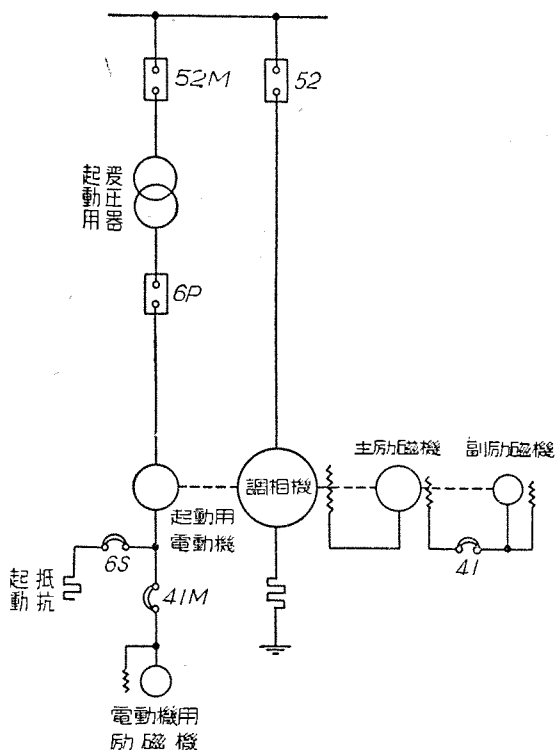 52M
52
起動用
変圧器
6P
主励磁機
副励磁機
調相機
起動用
電動機
41
6S
起動
抵抗
41M
電動機用
励磁機